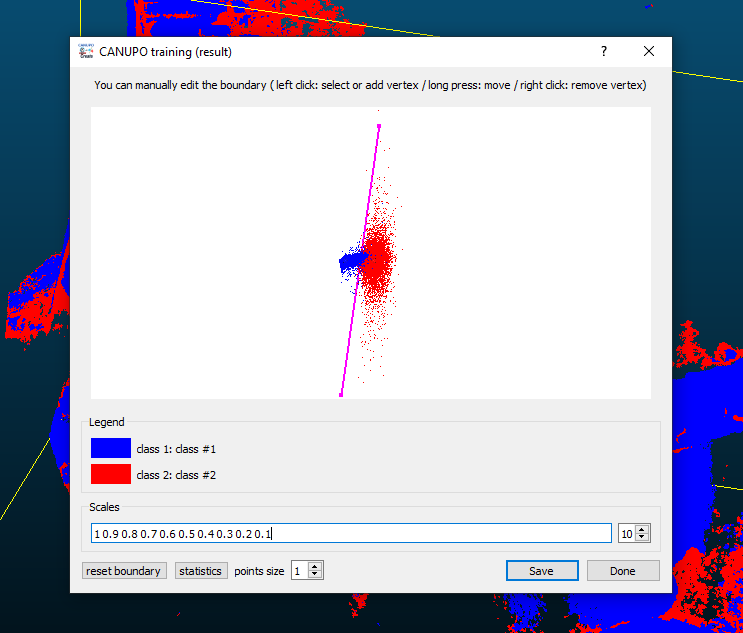 CANUPO training (result)
?
You can manually edit the boundary ( left click: select or add vertex / long press: move / right click: remove vertex)
Legend
class 1: class #1
class 2: class #2
Scales
1 0.9 0.8 0.7 0.6 0.5 0.4 0.3 0.2 0.1
10
reset boundary
statistics
points size
1
Save
Done